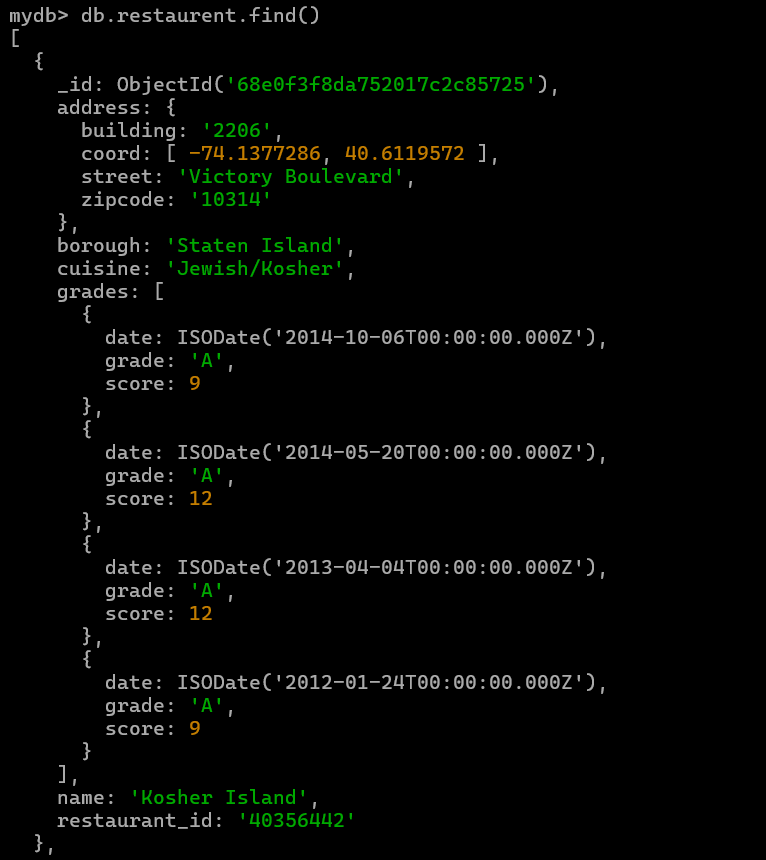 mydb> db.restaurent.find()
[
  {
    _id: ObjectId('68e0f3f8da752017c2c85725'),
    address: {
      building: '2206',
      coord: [ -74.1377286, 40.6119572 ],
      street: 'Victory Boulevard',
      zipcode: '10314'
    },
    borough: 'Staten Island',
    cuisine: 'Jewish/Kosher',
    grades: [
      {
        date: ISODate('2014-10-06T00:00:00.000Z'),
        grade: 'A',
        score: 9
      },
      {
        date: ISODate('2014-05-20T00:00:00.000Z'),
        grade: 'A',
        score: 12
      },
      {
        date: ISODate('2013-04-04T00:00:00.000Z'),
        grade: 'A',
        score: 12
      },
      {
        date: ISODate('2012-01-24T00:00:00.000Z'),
        grade: 'A',
        score: 9
      }
    ],
    name: 'Kosher Island',
    restaurant_id: '40356442'
  },